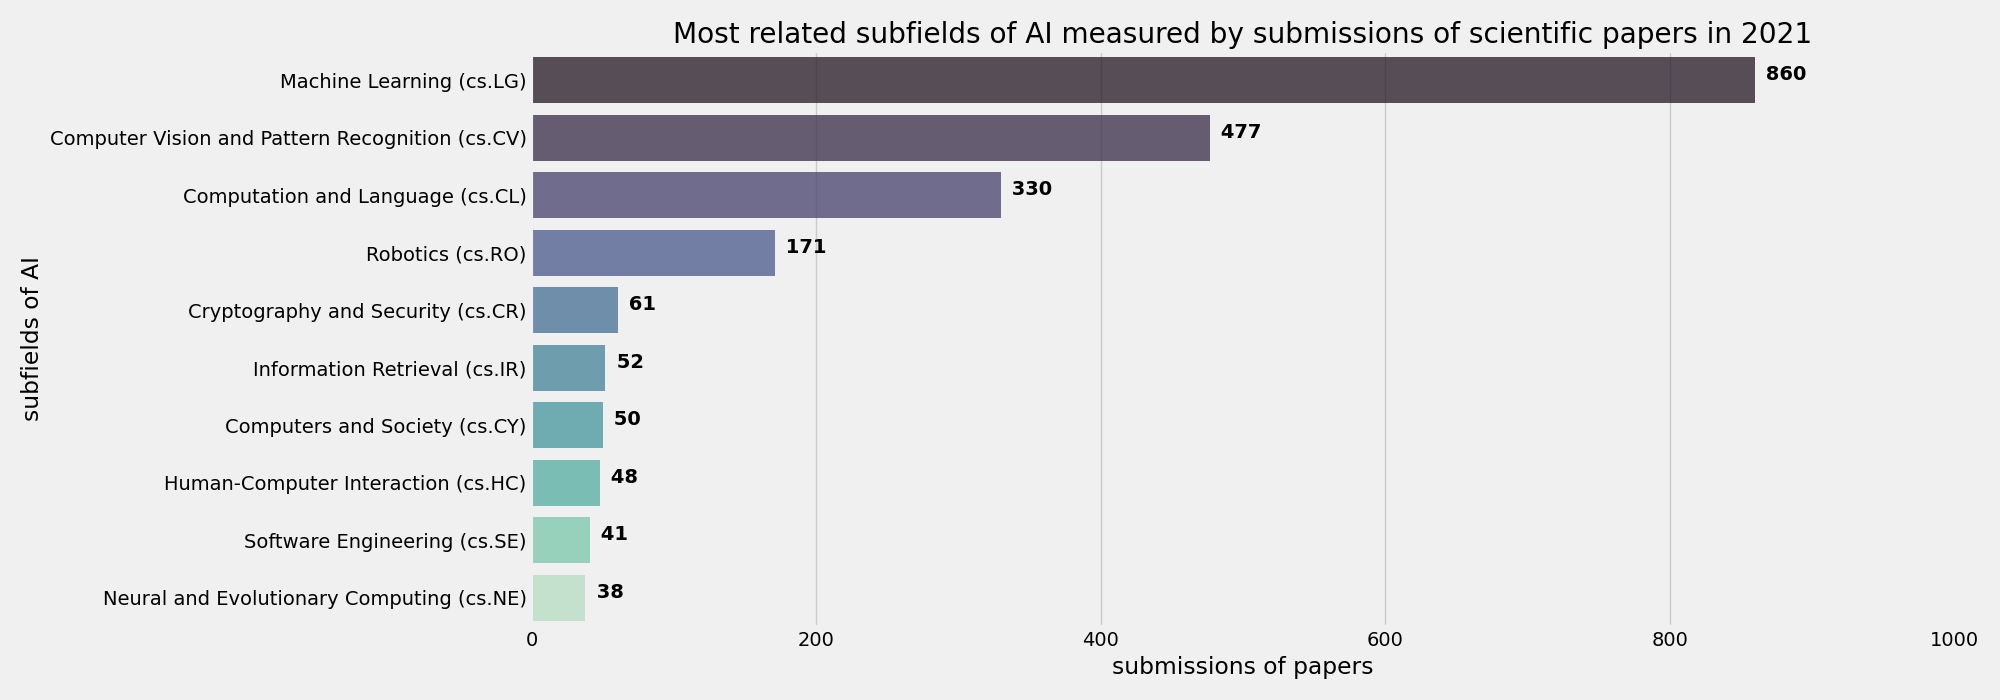 Most related subfields of AI measured by submissions of scientific papers in 2021
Machine Learning (cs.LG) 860
Computer Vision and Pattern Recognition (cs.CV) 477
Computation and Language (cs.CL) 330
Robotics (cs.RO) 171
Cryptography and Security (cs.CR) 61
Information Retrieval (cs.IR) 52
Computers and Society (cs.CY) 50
Human-Computer Interaction (cs.HC) 48
Software Engineering (cs.SE) 41
Neural and Evolutionary Computing (cs.NE) 38
subfields of AI
0 200 400 600 800 1000
submissions of papers